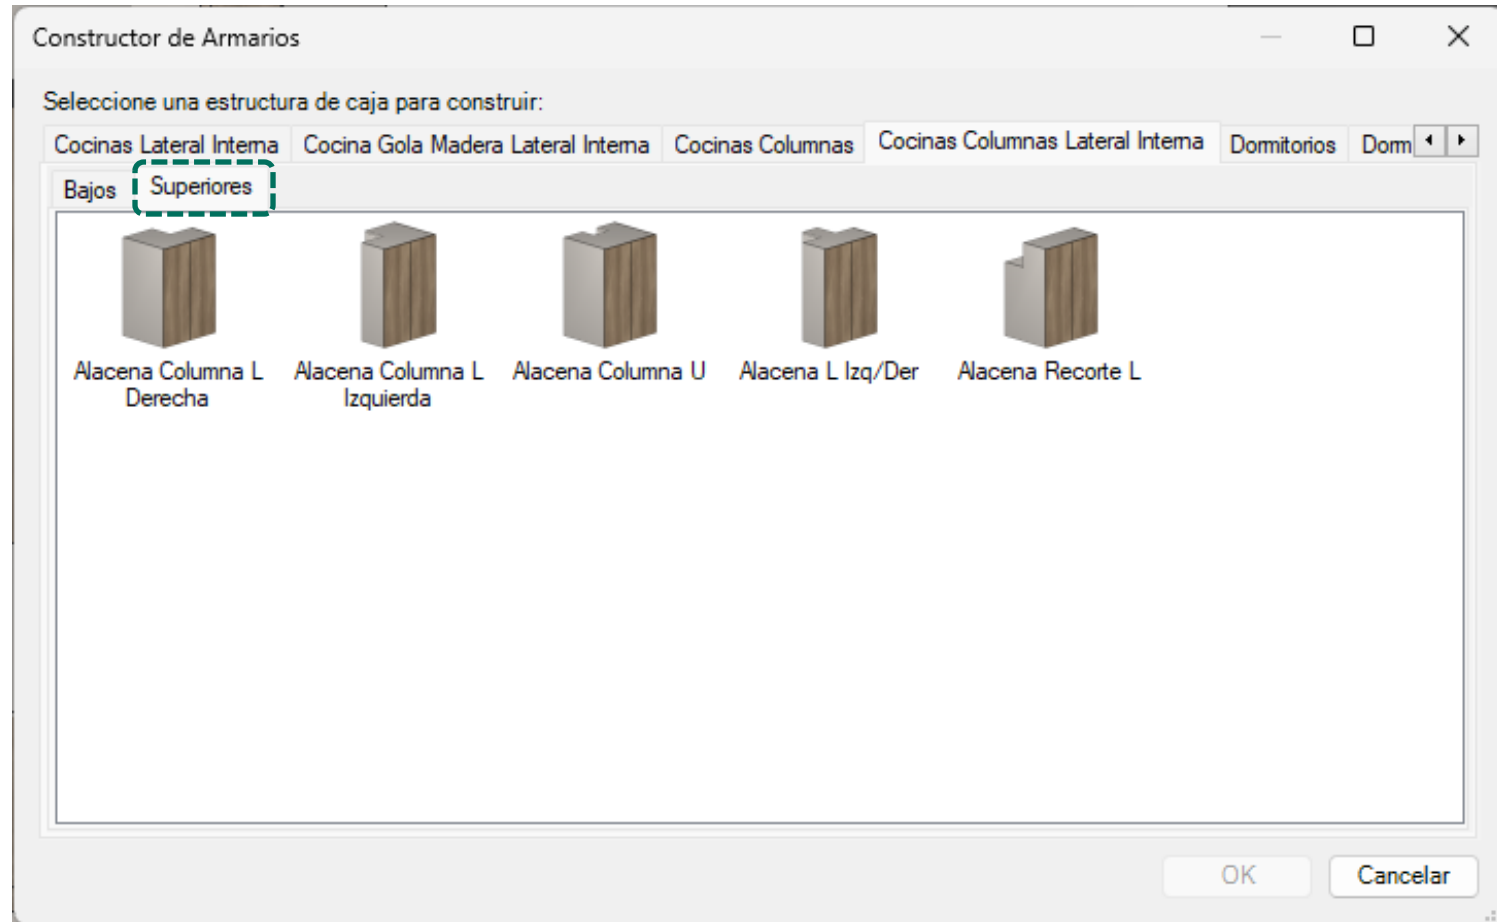 Constructor de Armarios
Seleccione una estructura de caja para construir:
Cocinas Lateral Interna Cocina Gola Madera Lateral Interna Cocinas Columnas Cocinas Columnas Lateral Interna Dormitorios Dorm
Bajos Superiores
Alacena Columna L Derecha
Alacena Columna L Izquierda
Alacena Columna U
Alacena L Izq/Der
Alacena Recorte L
OK Cancelar